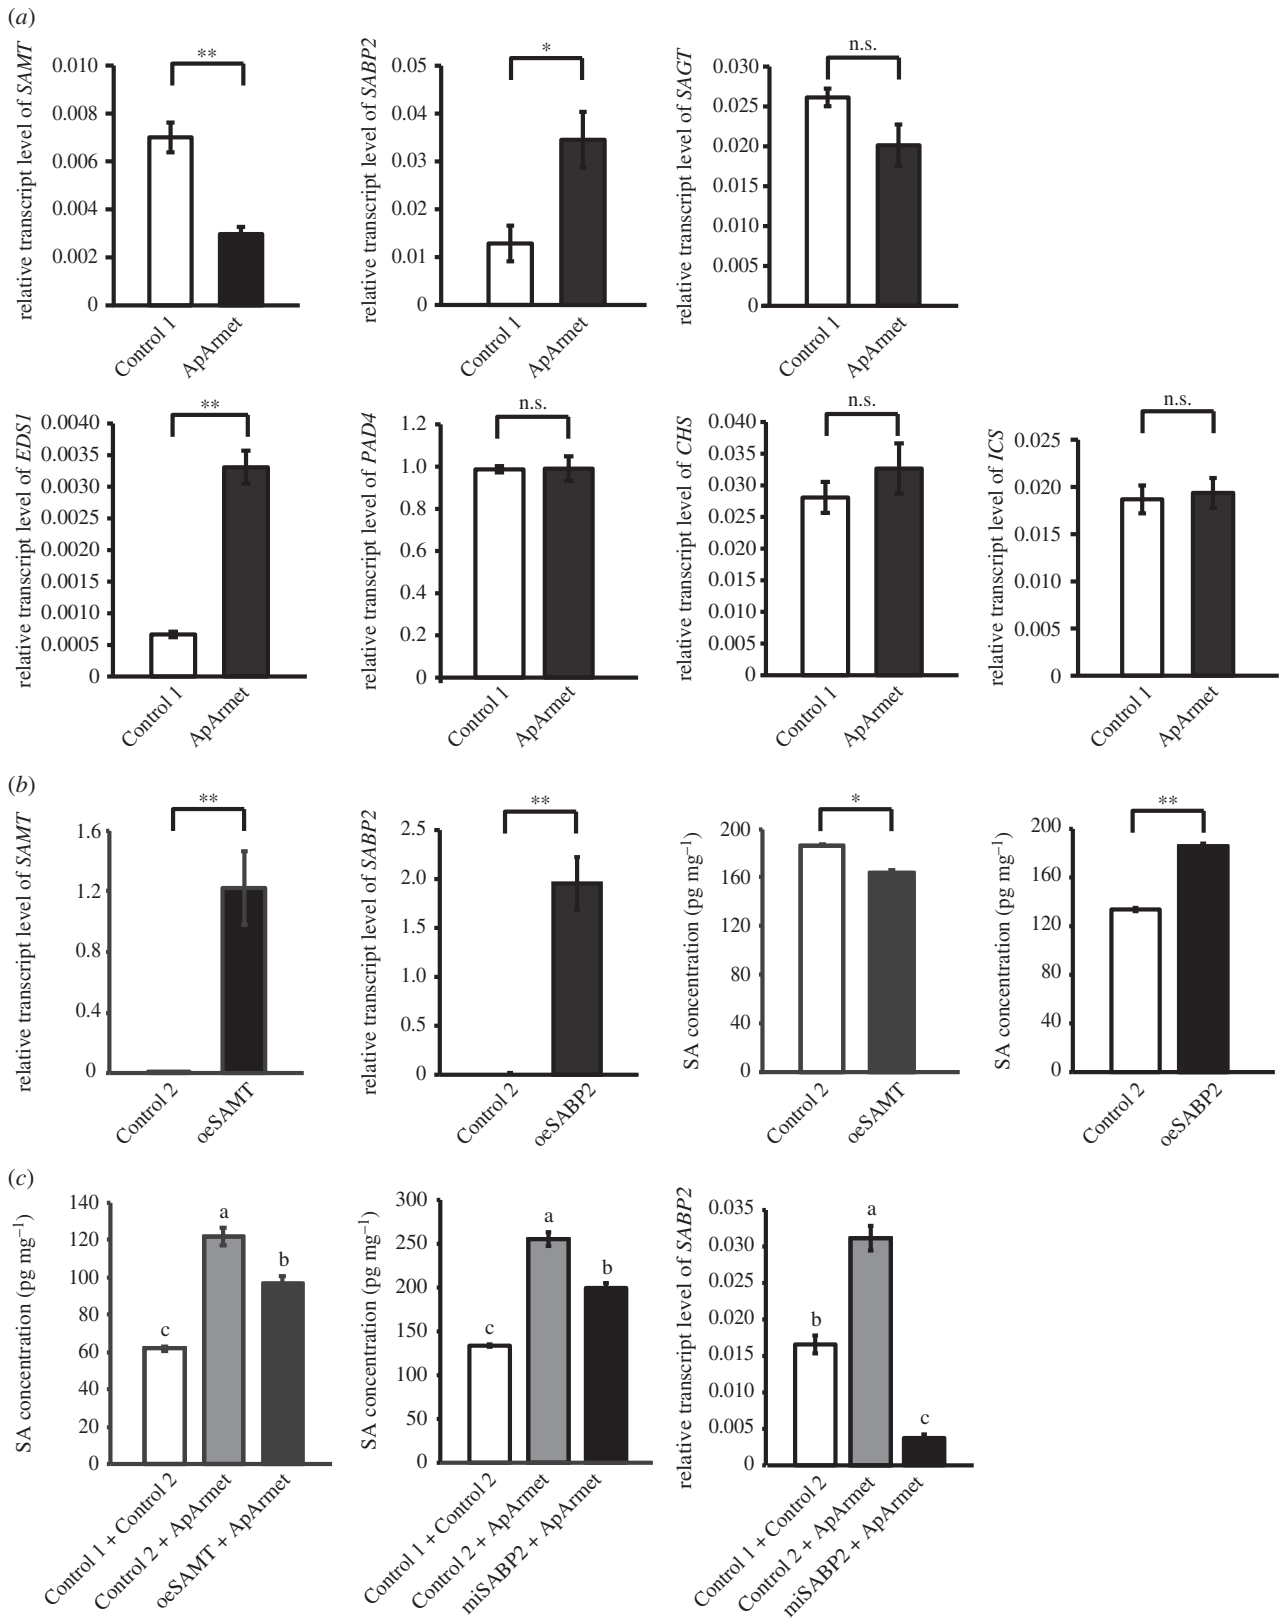 (a)
relative transcript level of SAMT
0.010
0.008
0.006
0.004
0.002
0
**
Control 1
ApArmet
relative transcript level of SABP2
0.05
0.04
0.03
0.02
0.01
0
*
Control 1
ApArmet
relative transcript level of SAGT
0.030
0.025
0.020
0.015
0.010
0.005
0
n.s.
Control 1
ApArmet
relative transcript level of EDS1
0.0040
0.0035
0.0030
0.0025
0.0020
0.0015
0.0010
0.0005
0
**
Control 1
ApArmet
relative transcript level of PAD4
1.2
1.0
0.8
0.6
0.4
0.2
0
n.s.
Control 1
ApArmet
relative transcript level of CHS
0.040
0.035
0.030
0.025
0.020
0.015
0.010
0.005
0
n.s.
Control 1
ApArmet
relative transcript level of ICS
0.025
0.020
0.015
0.010
0.005
0
n.s.
Control 1
ApArmet
(b)
relative transcript level of SAMT
1.6
1.2
0.8
0.4
0
**
Control 2
oeSAMT
relative transcript level of SABP2
2.5
2.0
1.5
1.0
0.5
0
**
Control 2
oeSABP2
SA concentration (pg mg⁻¹)
200
160
120
80
40
0
*
Control 2
oeSAMT
SA concentration (pg mg⁻¹)
200
160
120
80
40
0
**
Control 2
oeSABP2
(c)
SA concentration (pg mg⁻¹)
140
120
100
80
60
40
20
0
c
a
b
Control 1 + Control 2
Control 2 + ApArmet
oeSAMT + ApArmet
SA concentration (pg mg⁻¹)
300
250
200
150
100
50
0
c
a
b
Control 1 + Control 2
Control 2 + ApArmet
miSABP2 + ApArmet
relative transcript level of SABP2
0.035
0.030
0.025
0.020
0.015
0.010
0.005
0
b
a
c
Control 1 + Control 2
Control 2 + ApArmet
miSABP2 + ApArmet